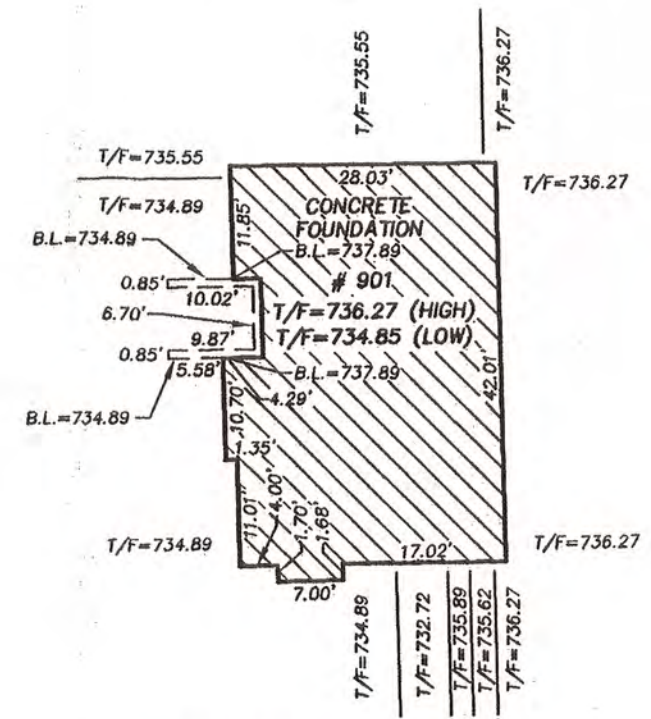 T/F=735.55
T/F=736.27
T/F=735.55
T/F=734.89
28.03'
T/F=736.27
CONCRETE
FOUNDATION
11.85'
B.L.=734.89
B.L.=737.89
0.85'
10.02'
# 901
6.70'
T/F=736.27 (HIGH)
T/F=734.85 (LOW)
9.87'
0.85'
5.58'
B.L.=737.89
4.29'
42.01'
B.L.=734.89
10.70'
1.35'
11.01"
4.00'
1.70'
1.68'
T/F=734.89
17.02'
T/F=736.27
7.00'
T/F=734.89
T/F=732.72
T/F=735.89
T/F=735.62
T/F=736.27